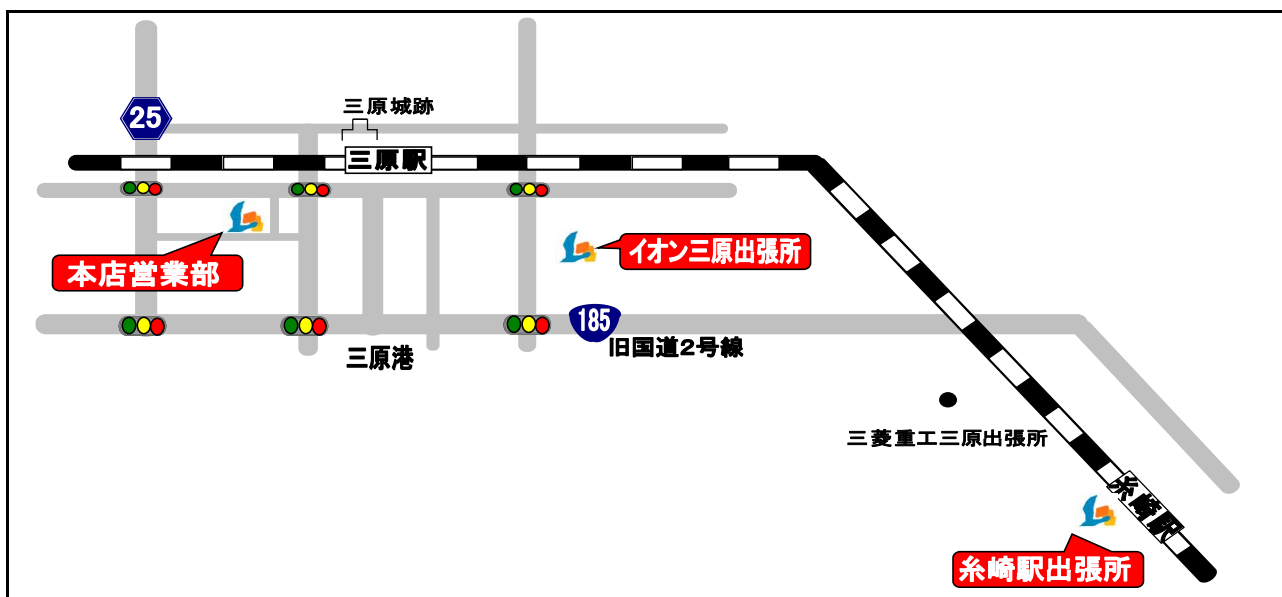 三原城跡
25
三原駅
本店営業部
イオン三原出張所
185
旧国道2号線
三原港
三菱重工三原出張所
糸崎駅
糸崎駅出張所